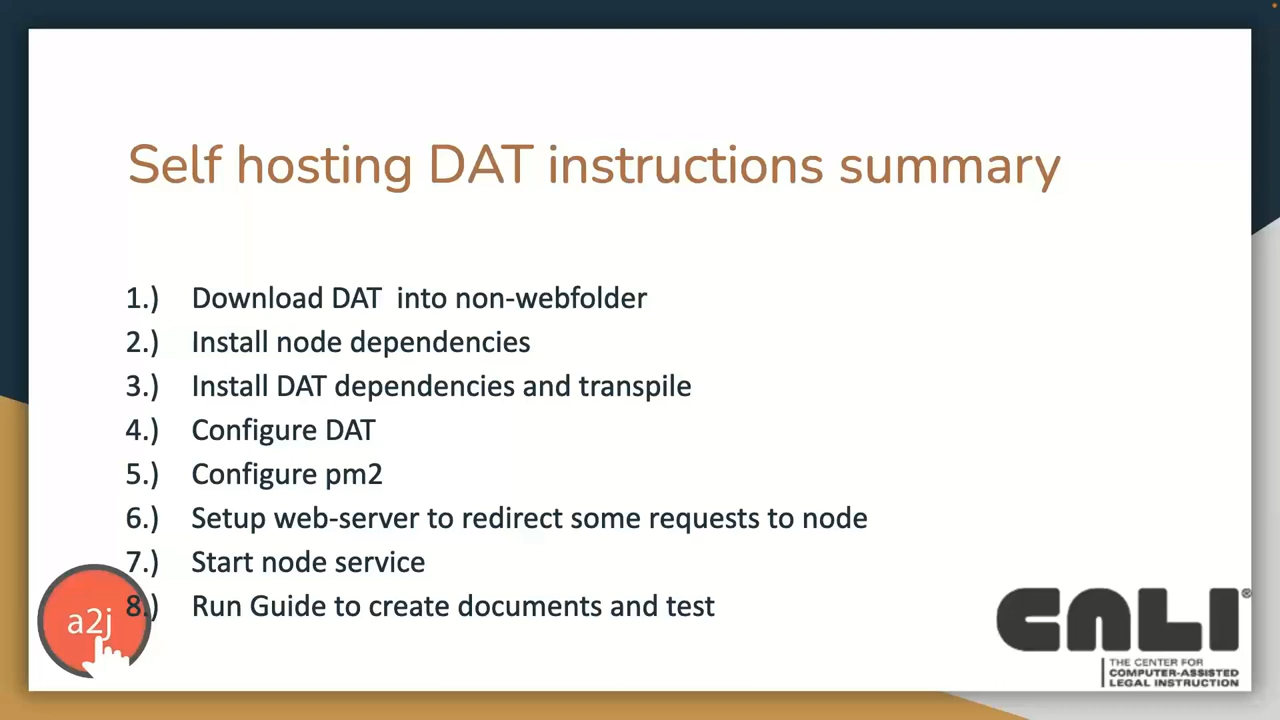 Self hosting DAT instructions summary
1.) Download DAT into non-webfolder
2.) Install node dependencies
3.) Install DAT dependencies and transpile
4.) Configure DAT
5.) Configure pm2
6.) Setup web-server to redirect some requests to node
7.) Start node service
8.) Run Guide to create documents and test
a2j
CALI®
THE CENTER FOR
COMPUTER-ASSISTED
LEGAL INSTRUCTION